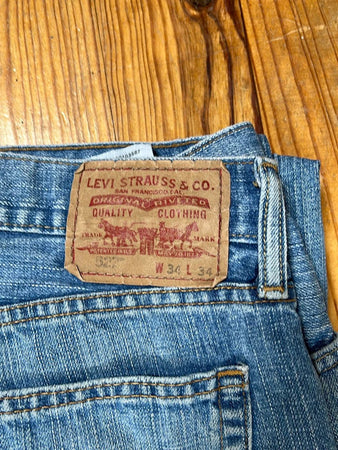 LEVI STRAUSS & CO.
SAN FRANCISCO, CAL.
ORIGINAL RIVETED
QUALITY CLOTHING
TRADE MARK
W 34 L 34